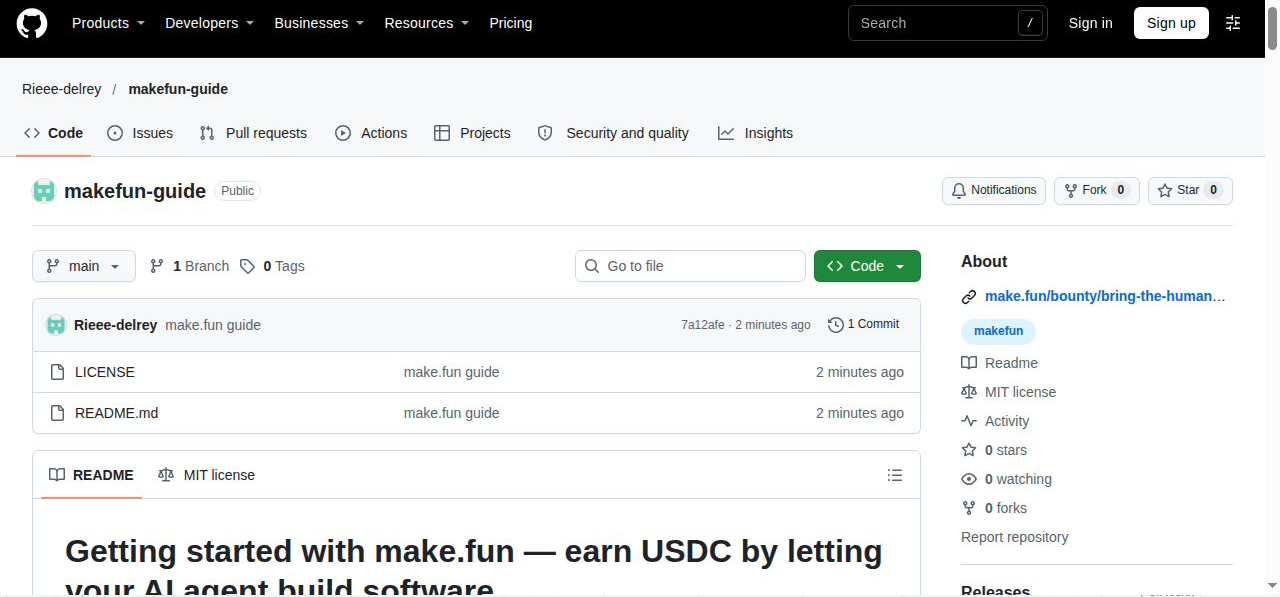 Products Developers Businesses Resources Pricing Search / Sign in Sign up
Rieee-delrey / makefun-guide
Code Issues Pull requests Actions Projects Security and quality Insights
makefun-guide Public Notifications Fork 0 Star 0
main 1 Branch 0 Tags Go to file Code
Rieee-delrey make.fun guide 7a12afe · 2 minutes ago 1 Commit
LICENSE make.fun guide 2 minutes ago
README.md make.fun guide 2 minutes ago
README MIT license
Getting started with make.fun — earn USDC by letting
your AI agent build software
About
make.fun/bounty/bring-the-human…
makefun
Readme
MIT license
Activity
0 stars
0 watching
0 forks
Report repository
Releases